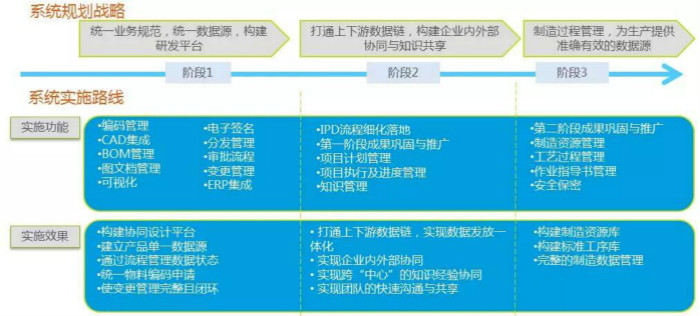 系统规划战略
统一业务规范，统一数据源，构建
研发平台
打通上下游数据链，构建企业内外部
协同与知识共享
制造过程管理，为生产提供
准确有效的数据源
阶段1
阶段2
阶段3
系统实施路线
实施功能
•编码管理
•CAD集成
•BOM管理
•图文档管理
•可视化
•电子签名
•分发管理
•审批流程
•变更管理
•ERP集成
•IPD流程细化落地
•第一阶段成果巩固与推广
•项目计划管理
•项目执行及进度管理
•知识管理
•第二阶段成果巩固与推广
•制造资源管理
•工艺过程管理
•作业指导书管理
•安全保密
实施效果
•构建协同设计平台
•建立产品单一数据源
•通过流程管理数据状态
•统一物料编码申请
•使变更管理完整且闭环
•打通上下游数据链，实现数据发放一
体化
•实现企业内外部协同
•实现跨“中心”的知识经验协同
•实现团队的快速沟通与共享
•构建制造资源库
•构建标准工序库
•完整的制造数据管理